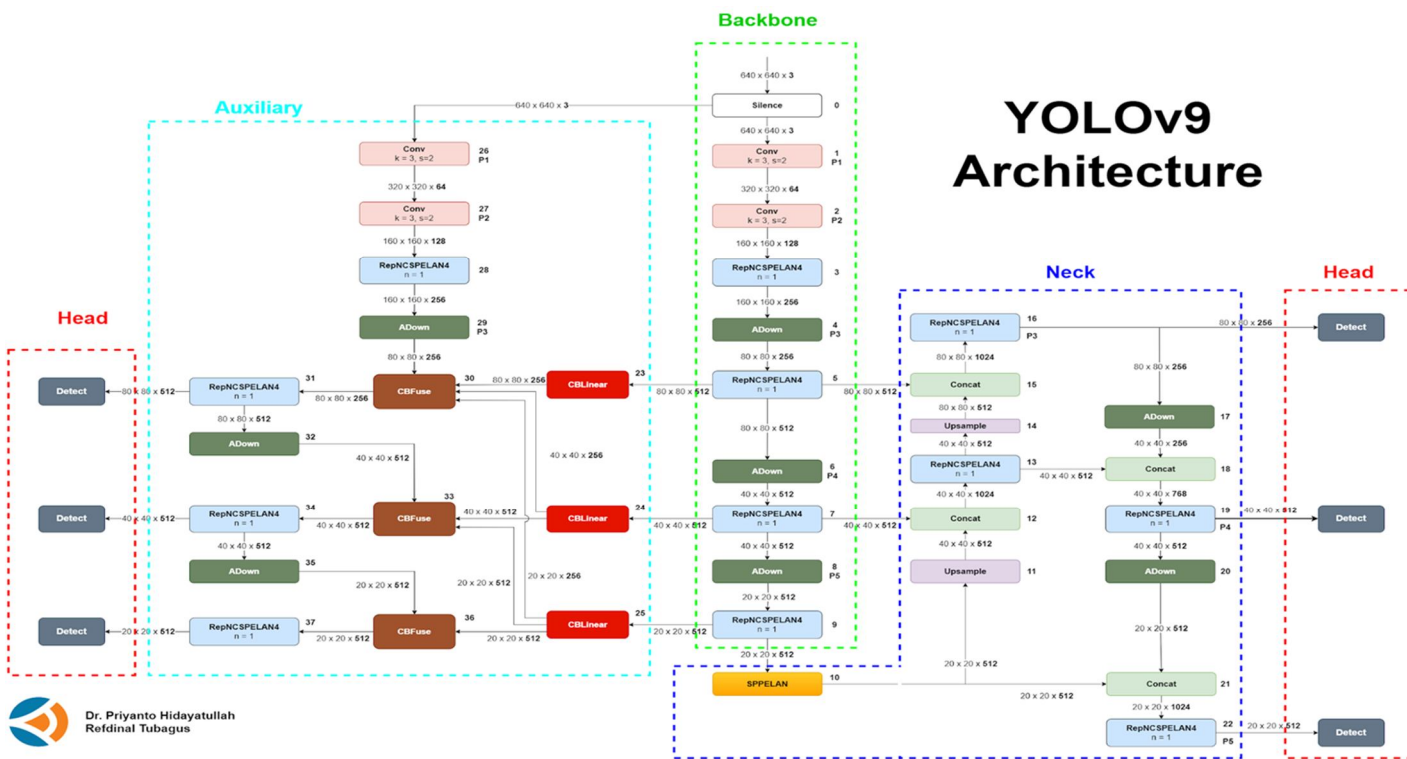 Backbone
640 x 640 x 3
Silence
0
640 x 640 x 3
640 x 640 x 3
YOLOv9
Architecture
Auxiliary
Conv
k = 3, s=2
26
P1
320 x 320 x 64
Conv
k = 3, s=2
27
P2
160 x 160 x 128
RepNCSPELAN4
n = 1
28
160 x 160 x 256
ADown
29
P3
80 x 80 x 256
Conv
k = 3, s=2
1
P1
320 x 320 x 64
Conv
k = 3, s=2
2
P2
160 x 160 x 128
RepNCSPELAN4
n = 1
3
160 x 160 x 256
ADown
4
P3
80 x 80 x 256
Head
Detect
80 x 80 x 512
RepNCSPELAN4
n = 1
31
80 x 80 x 256
CBFuse
30
80 x 80 x 256
CBLinear
23
80 x 80 x 512
RepNCSPELAN4
n = 1
5
80 x 80 x 512
80 x 80 x 512
ADown
32
40 x 40 x 512
40 x 40 x 256
80 x 80 x 512
ADown
6
P4
40 x 40 x 512
Detect
40 x 40 x 512
RepNCSPELAN4
n = 1
34
40 x 40 x 512
CBFuse
33
40 x 40 x 512
CBLinear
24
40 x 40 x 512
RepNCSPELAN4
n = 1
7
40 x 40 x 512
40 x 40 x 512
ADown
35
20 x 20 x 512
20 x 20 x 512
20 x 20 x 256
40 x 40 x 512
ADown
8
P5
20 x 20 x 512
Detect
20 x 20 x 512
RepNCSPELAN4
n = 1
37
20 x 20 x 512
CBFuse
36
20 x 20 x 512
CBLinear
25
20 x 20 x 512
RepNCSPELAN4
n = 1
9
20 x 20 x 512
SPPELAN
10
Neck
RepNCSPELAN4
n = 1
16
P3
80 x 80 x 1024
Concat
15
80 x 80 x 512
Upsample
14
40 x 40 x 512
RepNCSPELAN4
n = 1
13
40 x 40 x 512
40 x 40 x 1024
Concat
12
40 x 40 x 512
Upsample
11
20 x 20 x 512
80 x 80 x 256
80 x 80 x 256
ADown
17
40 x 40 x 256
Concat
18
40 x 40 x 768
RepNCSPELAN4
n = 1
19
P4
40 x 40 x 512
40 x 40 x 512
ADown
20
20 x 20 x 512
20 x 20 x 512
Concat
21
20 x 20 x 1024
RepNCSPELAN4
n = 1
22
P5
20 x 20 x 512
Head
Detect
Detect
Detect
Dr. Priyanto Hidayatullah
Refdinal Tubagus